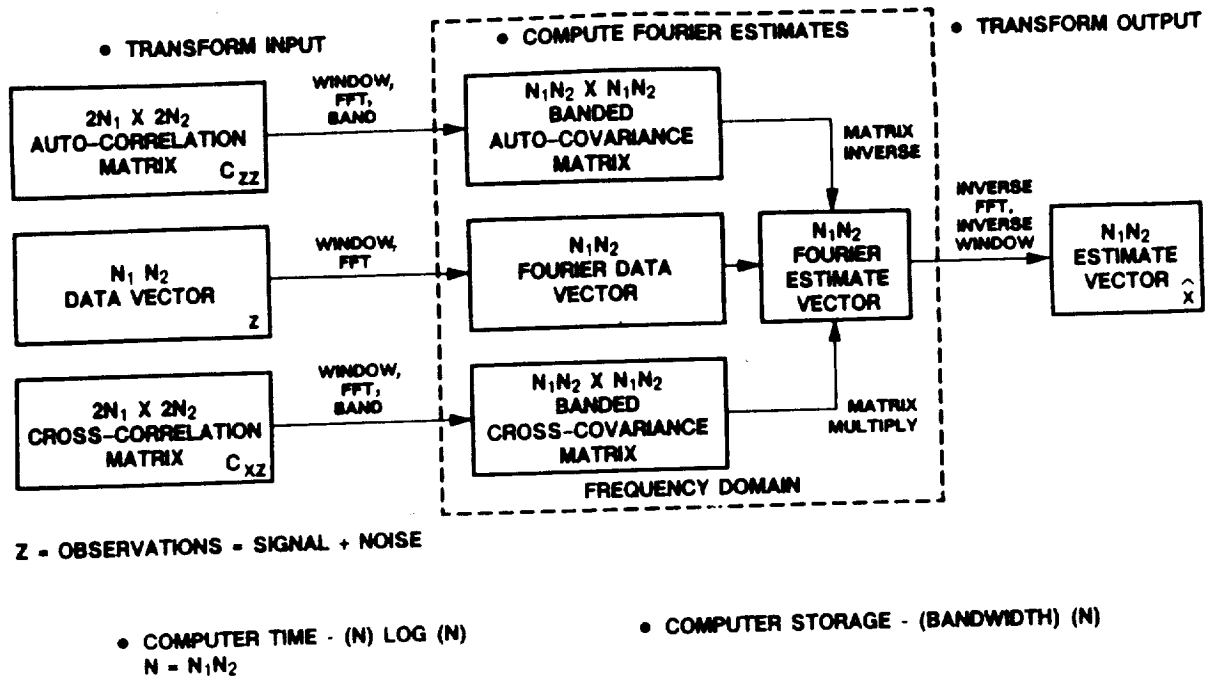 ● TRANSFORM INPUT
● COMPUTE FOURIER ESTIMATES
● TRANSFORM OUTPUT
2N₁ X 2N₂
AUTO-CORRELATION
MATRIX
C_ZZ
WINDOW,
FFT,
BAND
N₁N₂ X N₁N₂
BANDED
AUTO-COVARIANCE
MATRIX
MATRIX
INVERSE
N₁ N₂
DATA VECTOR
Z
WINDOW,
FFT
N₁N₂
FOURIER DATA
VECTOR
N₁N₂
FOURIER
ESTIMATE
VECTOR
INVERSE
FFT,
INVERSE
WINDOW
N₁N₂
ESTIMATE
VECTOR
x̂
2N₁ X 2N₂
CROSS-CORRELATION
MATRIX
C_XZ
WINDOW,
FFT,
BAND
N₁N₂ X N₁N₂
BANDED
CROSS-COVARIANCE
MATRIX
MATRIX
MULTIPLY
FREQUENCY DOMAIN
Z = OBSERVATIONS = SIGNAL + NOISE
● COMPUTER TIME - (N) LOG (N)
N = N₁N₂
● COMPUTER STORAGE - (BANDWIDTH) (N)